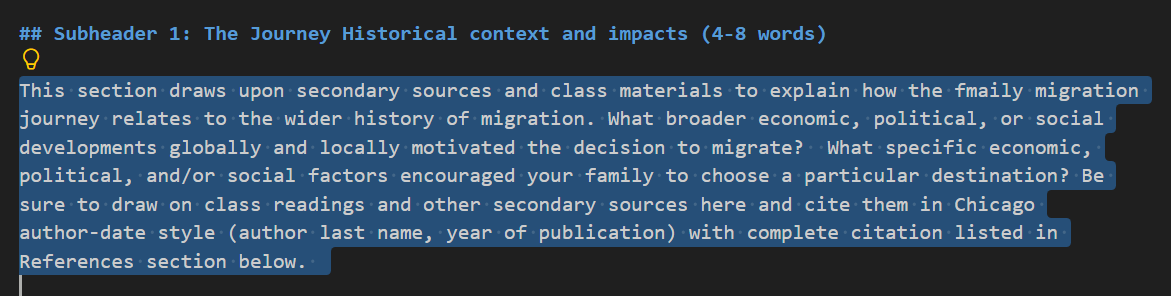 ## Subheader 1: The Journey Historical context and impacts (4-8 words)
This section draws upon secondary sources and class materials to explain how the fmaily migration
journey relates to the wider history of migration. What broader economic, political, or social
developments globally and locally motivated the decision to migrate?  What specific economic,
political, and/or social factors encouraged your family to choose a particular destination? Be
sure to draw on class readings and other secondary sources here and cite them in Chicago
author-date style (author last name, year of publication) with complete citation listed in
References section below.